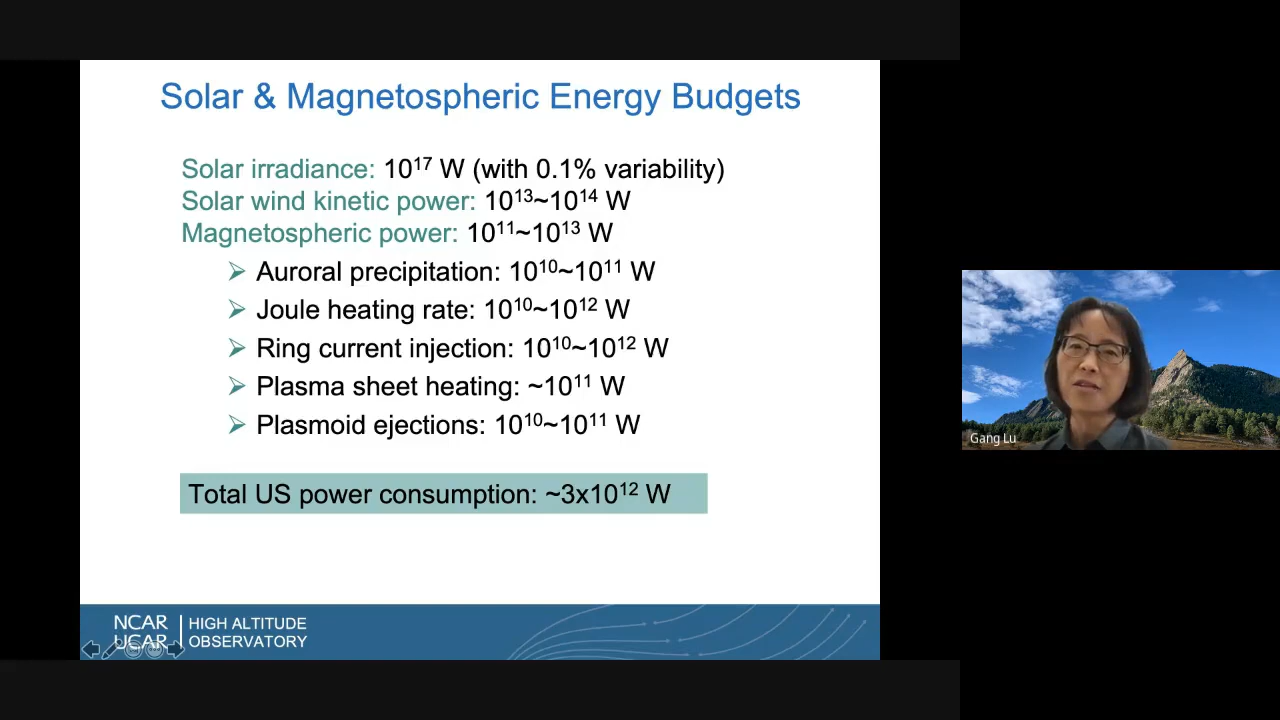 Solar & Magnetospheric Energy Budgets
Solar irradiance: 10¹⁷ W (with 0.1% variability)
Solar wind kinetic power: 10¹³~10¹⁴ W
Magnetospheric power: 10¹¹~10¹³ W
➢ Auroral precipitation: 10¹⁰~10¹¹ W
➢ Joule heating rate: 10¹⁰~10¹² W
➢ Ring current injection: 10¹⁰~10¹² W
➢ Plasma sheet heating: ~10¹¹ W
➢ Plasmoid ejections: 10¹⁰~10¹¹ W
Total US power consumption: ~3x10¹² W
NCAR
UCAR
HIGH ALTITUDE
OBSERVATORY
Gang Lu